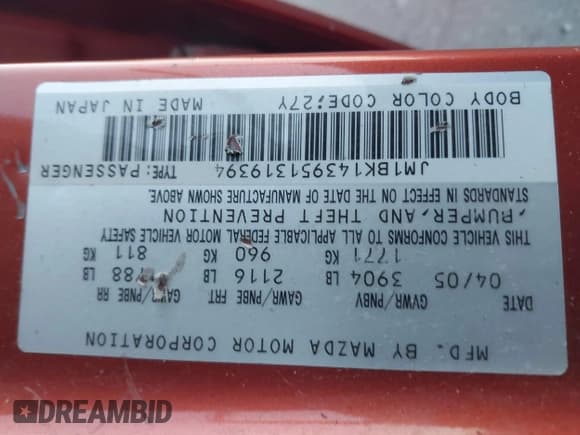 MFD. BY MAZDA MOTOR CORPORATION
DATE GVWR/PNBV GAWR/PNBE FRT GAWR/PNBE RR
04/05 3904 LB 2116 LB 88 LB
1771 KG 960 KG 811 KG
THIS VEHICLE CONFORMS TO ALL APPLICABLE FEDERAL MOTOR VEHICLE SAFETY
, BUMPER, AND THEFT PREVENTION
STANDARDS IN EFFECT ON THE DATE OF MANUFACTURE SHOWN ABOVE.
JM1BK143951319394 TYPE: PASSENGER
BODY COLOR CODE:27Y MADE IN JAPAN
DREAMBID